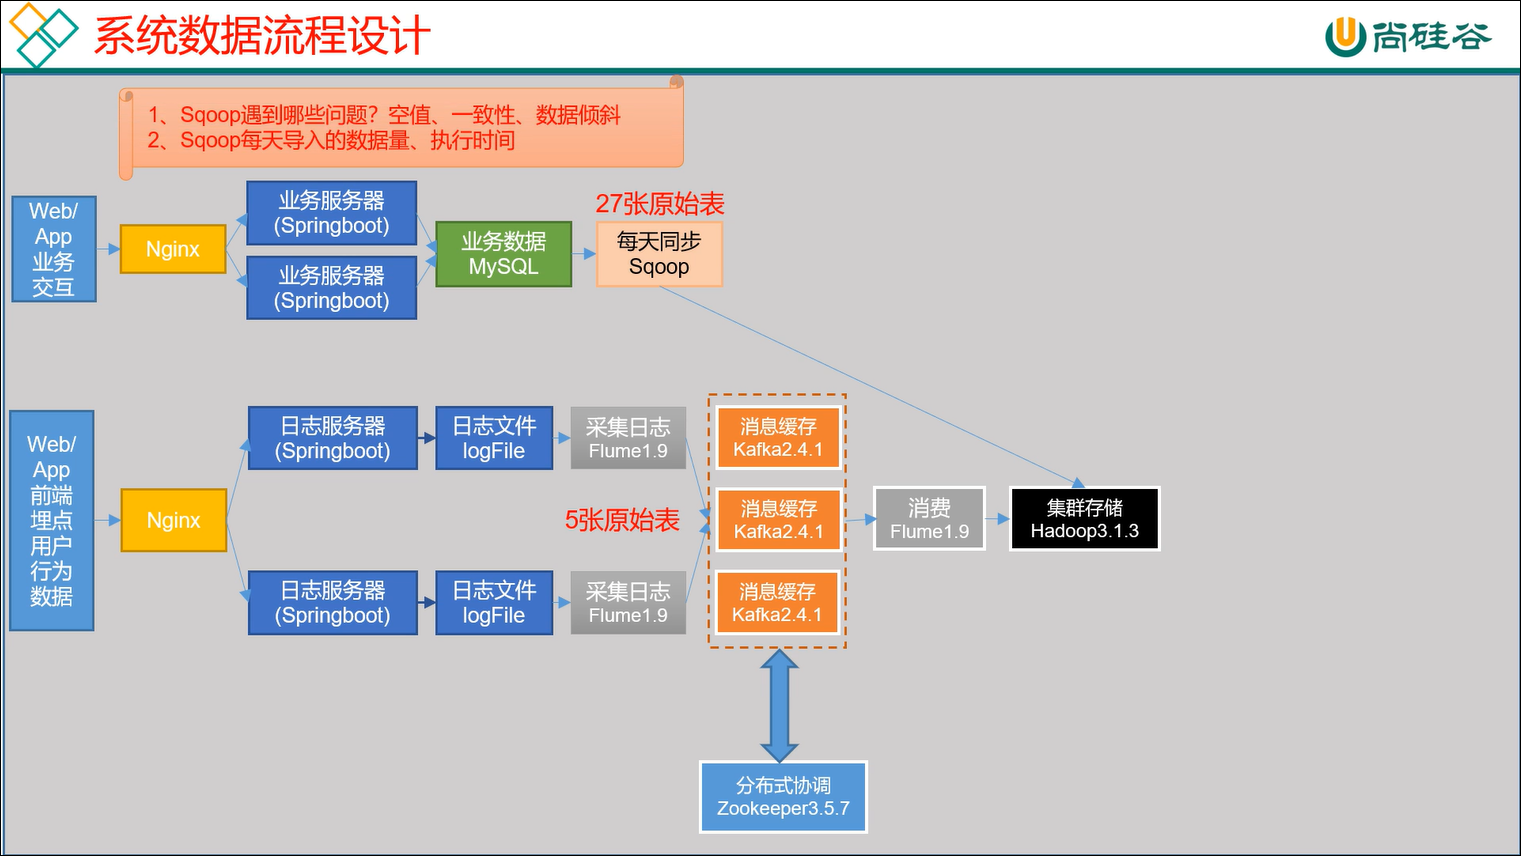 系统数据流程设计
尚硅谷
1、Sqoop遇到哪些问题？空值、一致性、数据倾斜
2、Sqoop每天导入的数据量、执行时间
Web/
App
业务
交互
Nginx
业务服务器
(Springboot)
业务服务器
(Springboot)
业务数据
MySQL
27张原始表
每天同步
Sqoop
Web/
App
前端
埋点
用户
行为
数据
Nginx
日志服务器
(Springboot)
日志文件
logFile
采集日志
Flume1.9
日志服务器
(Springboot)
日志文件
logFile
采集日志
Flume1.9
5张原始表
消息缓存
Kafka2.4.1
消息缓存
Kafka2.4.1
消息缓存
Kafka2.4.1
消费
Flume1.9
集群存储
Hadoop3.1.3
分布式协调
Zookeeper3.5.7